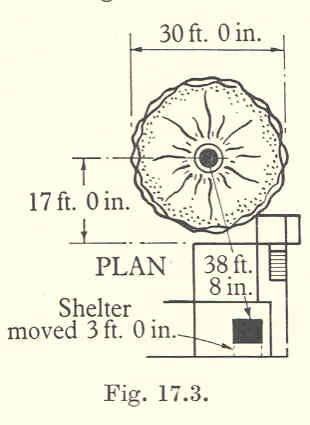 30 ft. 0 in.
17 ft. 0 in.
PLAN
38 ft.
8 in.
Shelter
moved 3 ft. 0 in.
Fig. 17.3.